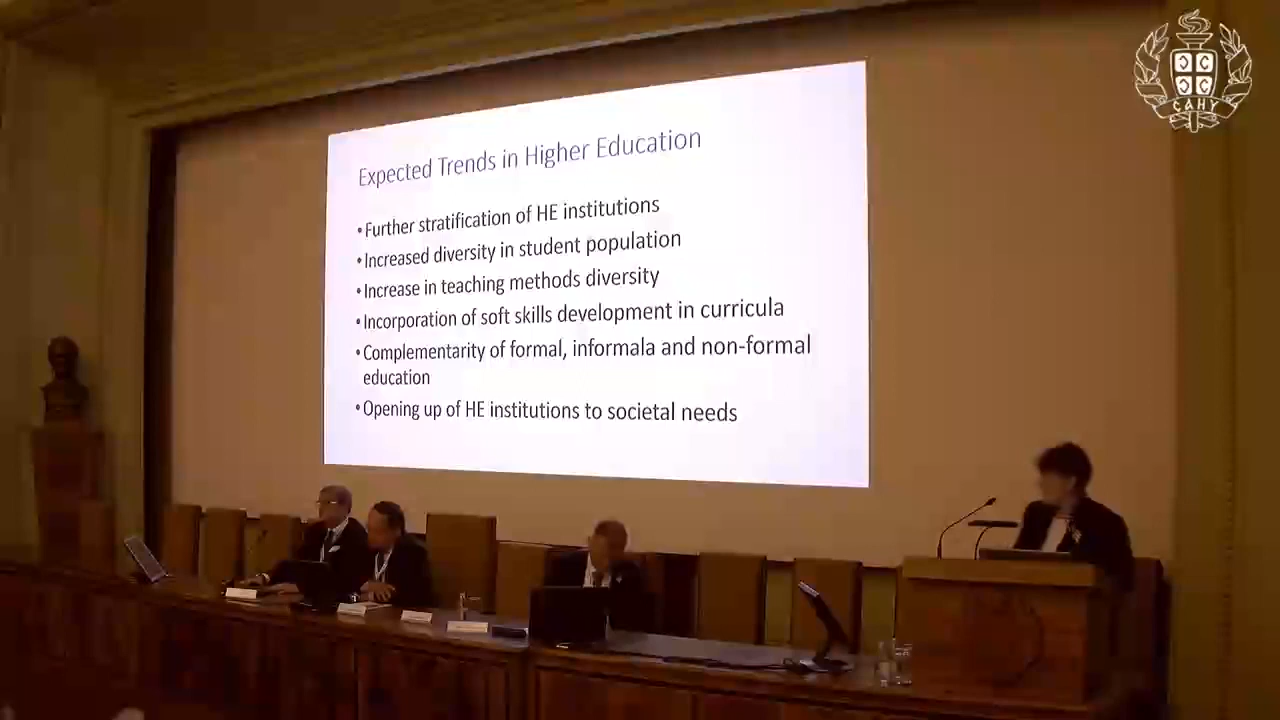 Expected Trends in Higher Education
•Further stratification of HE institutions
•Increased diversity in student population
•Increase in teaching methods diversity
•Incorporation of soft skills development in curricula
•Complementarity of formal, informala and non-formal
education
•Opening up of HE institutions to societal needs
САНУ